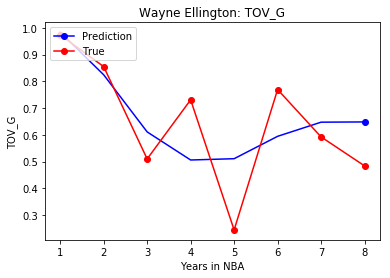 Wayne Ellington: TOV_G
Prediction
True
1.0
0.9
0.8
0.7
0.6
0.5
0.4
0.3
TOV_G
1 2 3 4 5 6 7 8
Years in NBA